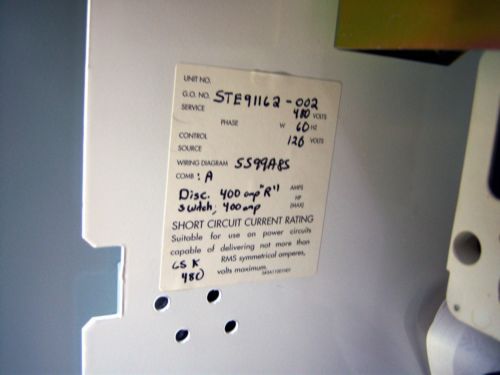 UNIT NO.
G.O. NO. STE91162-002
SERVICE 480 VOLTS
PHASE W 60 HZ
CONTROL 120 VOLTS
SOURCE
WIRING DIAGRAM 5599A85
COMB: A
Disc. 400 amp "R" AMPS
HP
Switch; 400 amp (MAX)
SHORT CIRCUIT CURRENT RATING
Suitable for use on power circuits
capable of delivering not more than
65 K RMS symmetrical amperes,
480 volts maximum.